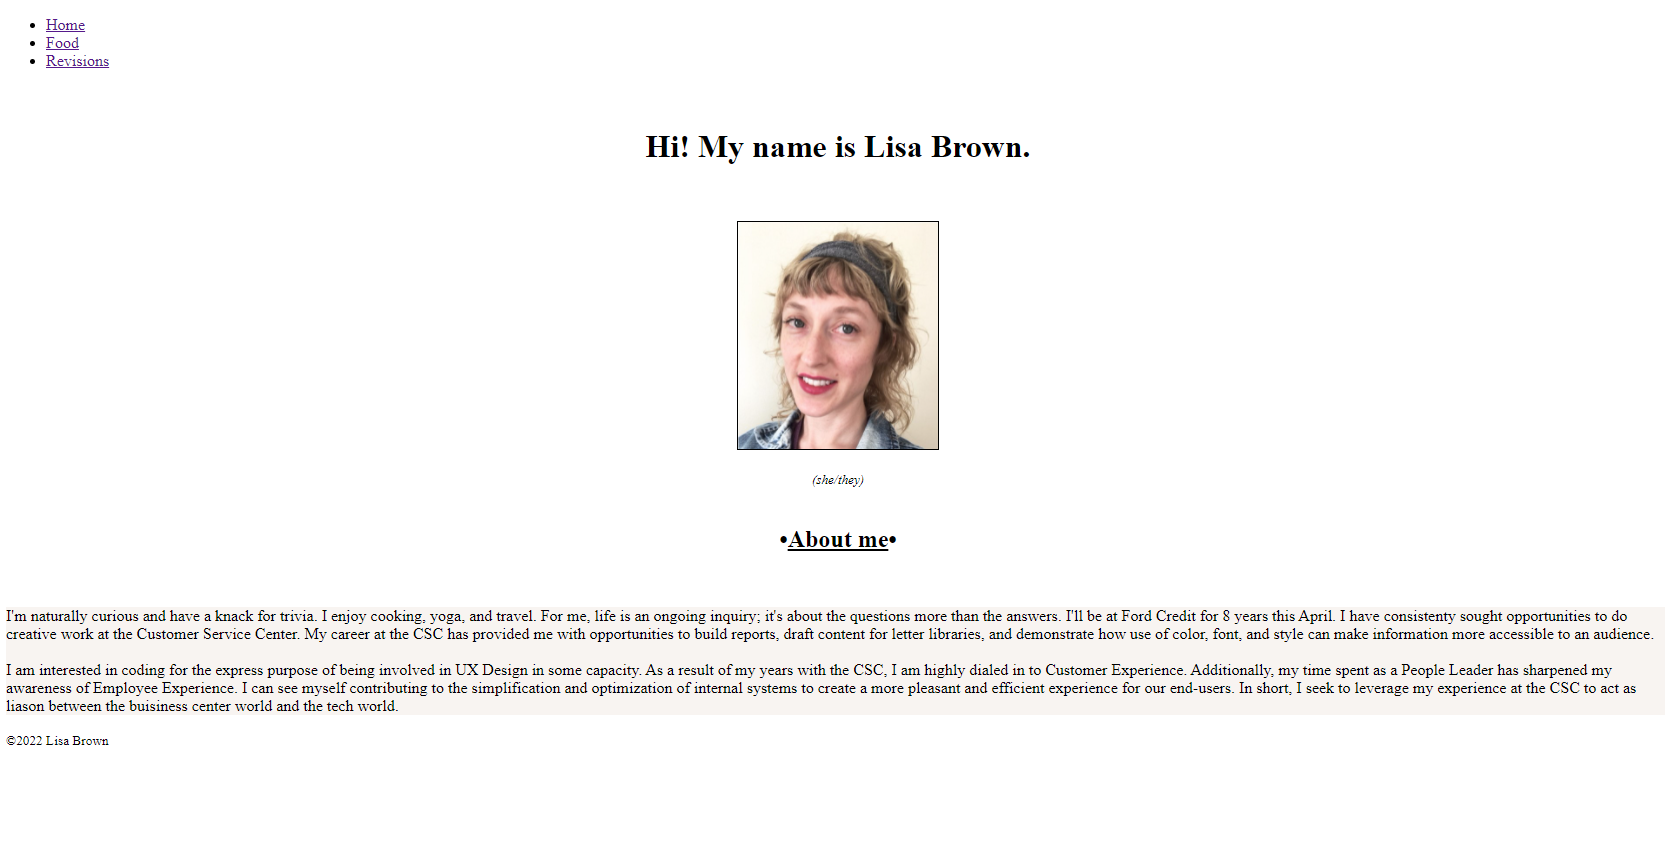 Home
Food
Revisions
Hi! My name is Lisa Brown.
(she/they)
•About me•
I'm naturally curious and have a knack for trivia. I enjoy cooking, yoga, and travel. For me, life is an ongoing inquiry; it's about the questions more than the answers. I'll be at Ford Credit for 8 years this April. I have consistenty sought opportunities to do
creative work at the Customer Service Center. My career at the CSC has provided me with opportunities to build reports, draft content for letter libraries, and demonstrate how use of color, font, and style can make information more accessible to an audience.
I am interested in coding for the express purpose of being involved in UX Design in some capacity. As a result of my years with the CSC, I am highly dialed in to Customer Experience. Additionally, my time spent as a People Leader has sharpened my
awareness of Employee Experience. I can see myself contributing to the simplification and optimization of internal systems to create a more pleasant and efficient experience for our end-users. In short, I seek to leverage my experience at the CSC to act as
liason between the buisiness center world and the tech world.
©2022 Lisa Brown